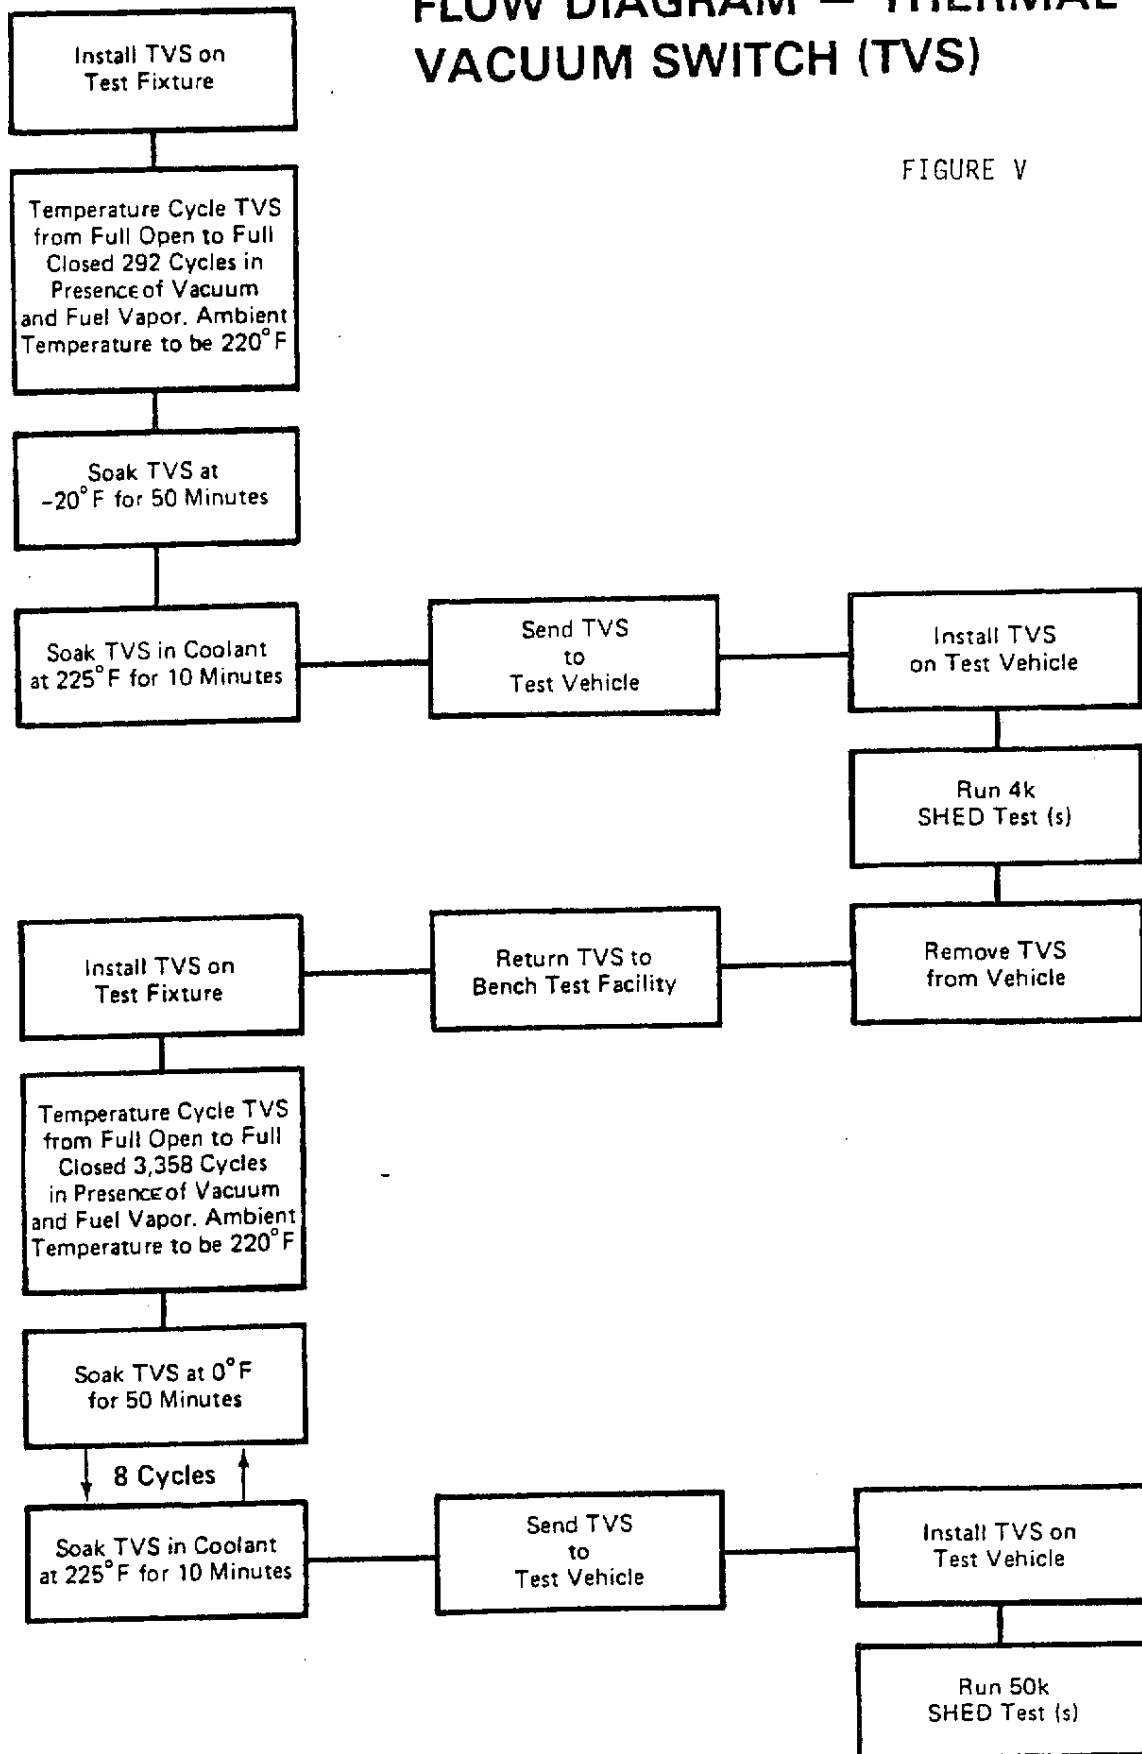 FLOW DIAGRAM – THERMAL
VACUUM SWITCH (TVS)
FIGURE V
Install TVS on
Test Fixture
Temperature Cycle TVS
from Full Open to Full
Closed 292 Cycles in
Presence of Vacuum
and Fuel Vapor. Ambient
Temperature to be 220°F
Soak TVS at
-20°F for 50 Minutes
Soak TVS in Coolant
at 225°F for 10 Minutes
Send TVS
to
Test Vehicle
Install TVS
on Test Vehicle
Run 4k
SHED Test (s)
Remove TVS
from Vehicle
Return TVS to
Bench Test Facility
Install TVS on
Test Fixture
Temperature Cycle TVS
from Full Open to Full
Closed 3,358 Cycles
in Presence of Vacuum
and Fuel Vapor. Ambient
Temperature to be 220°F
Soak TVS at 0°F
for 50 Minutes
8 Cycles
Soak TVS in Coolant
at 225°F for 10 Minutes
Send TVS
to
Test Vehicle
Install TVS on
Test Vehicle
Run 50k
SHED Test (s)